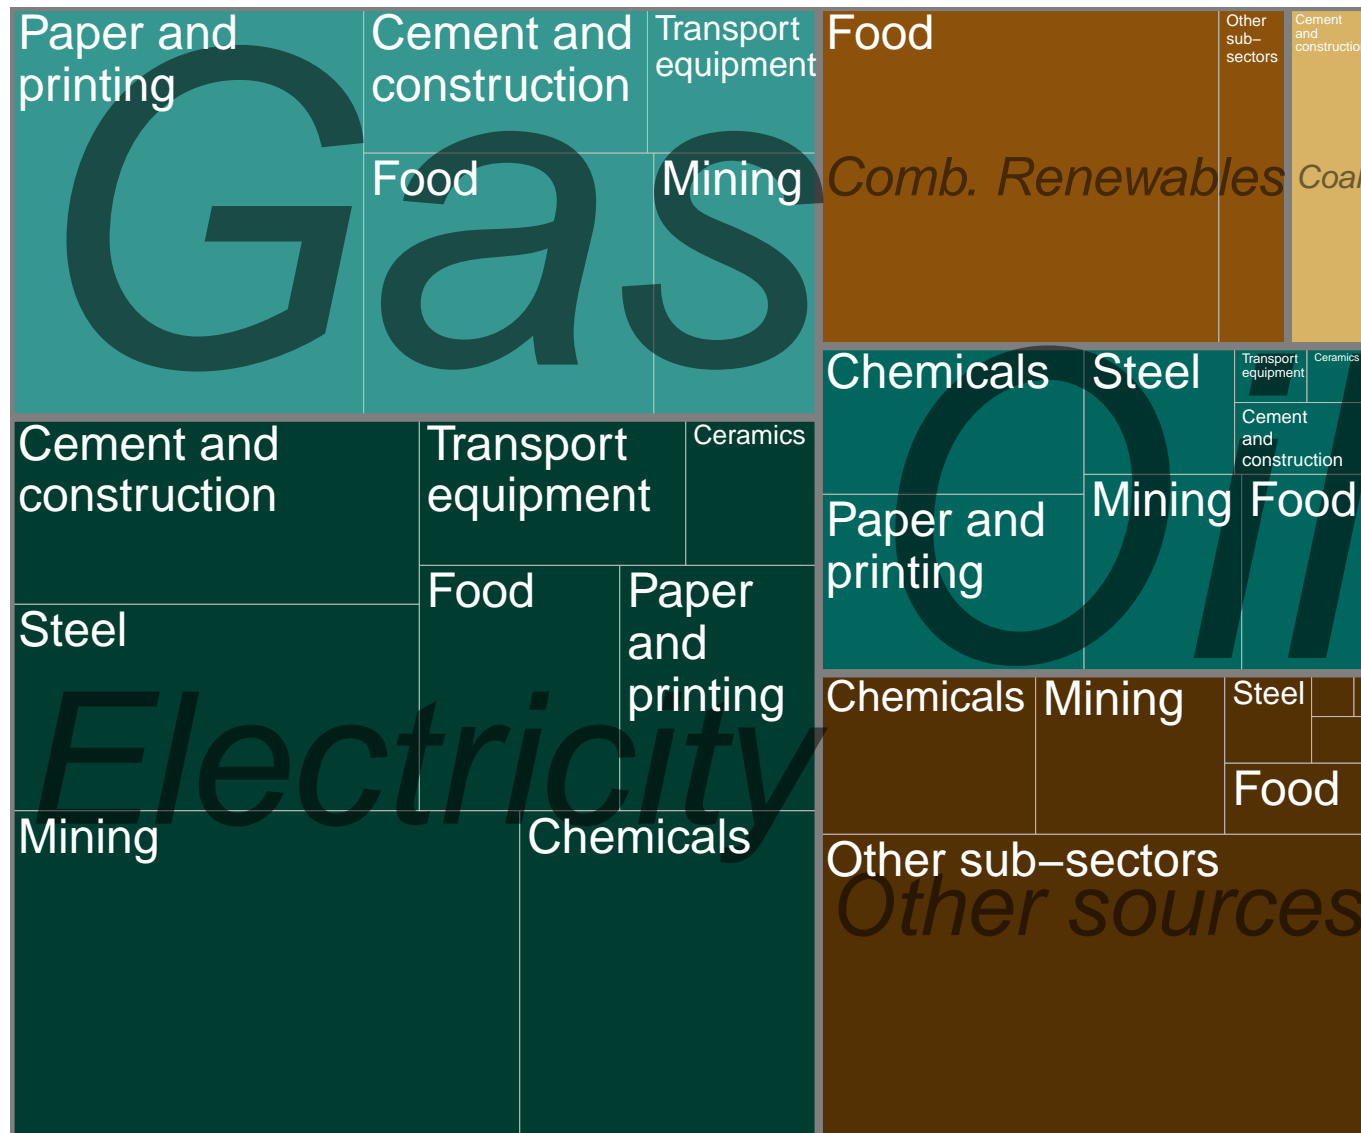 Paper and
printing
Cement and
construction
Transport
equipment
Food
Mining
Gas
Food
Other
sub–
sectors
Comb. Renewables
Cement
and
construction
Coal
Chemicals
Steel
Transport
equipment
Ceramics
Cement
and
construction
Paper and
printing
Mining
Food
Oil
Cement and
construction
Transport
equipment
Ceramics
Steel
Food
Paper
and
printing
Electricity
Mining
Chemicals
Chemicals
Mining
Steel
Food
Other sub–sectors
Other sources